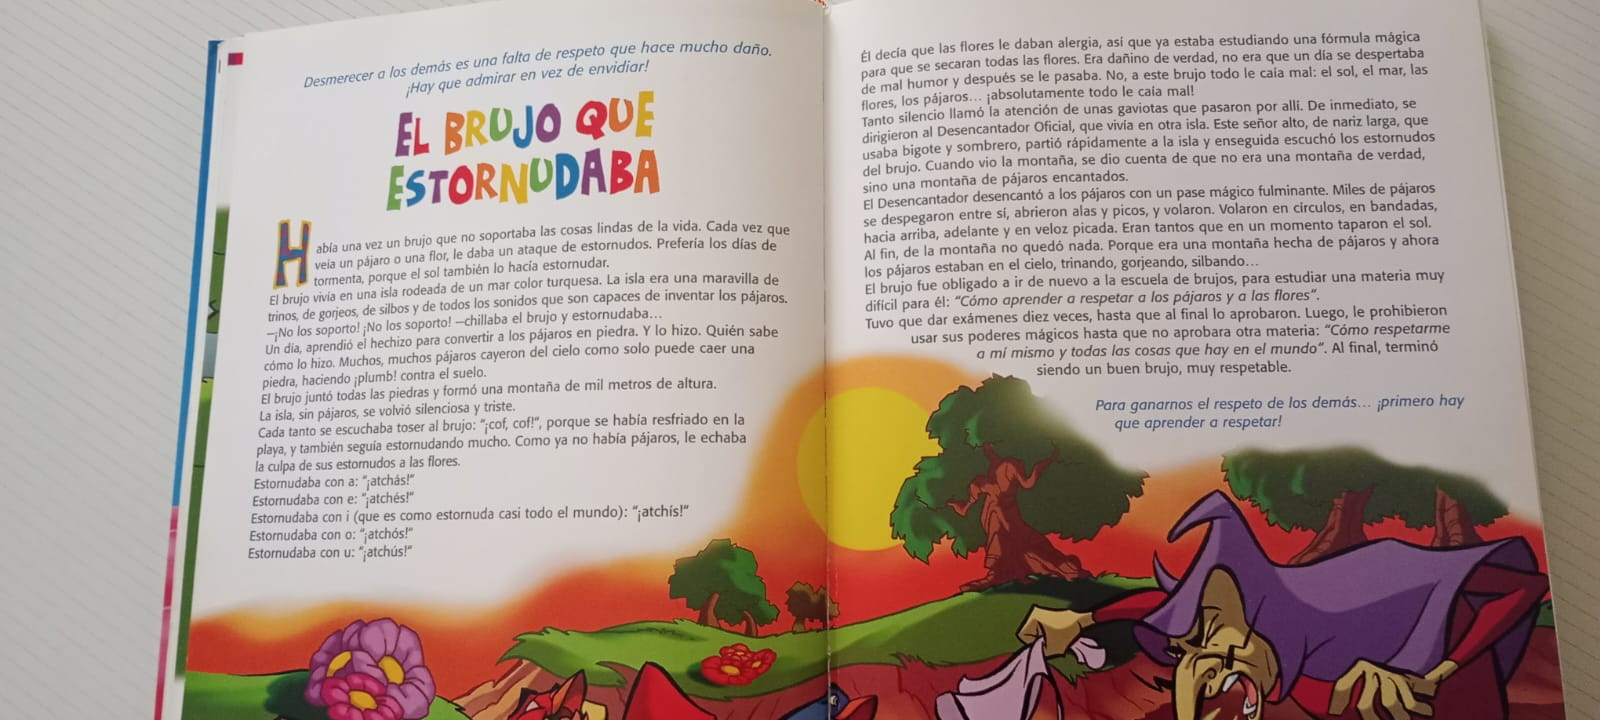 Desmerecer a los demás es una falta de respeto que hace mucho daño.
¡Hay que admirar en vez de envidiar!
EL BRUJO QUE
ESTORNUDABA
Había una vez un brujo que no soportaba las cosas lindas de la vida. Cada vez que
veía un pájaro o una flor, le daba un ataque de estornudos. Prefería los días de
tormenta, porque el sol también lo hacía estornudar.
El brujo vivía en una isla rodeada de un mar color turquesa. La isla era una maravilla de
trinos, de gorjeos, de silbos y de todos los sonidos que son capaces de inventar los pájaros.
—¡No los soporto! ¡No los soporto! —chillaba el brujo y estornudaba...
Un día, aprendió el hechizo para convertir a los pájaros en piedra. Y lo hizo. Quién sabe
cómo lo hizo. Muchos, muchos pájaros cayeron del cielo como solo puede caer una
piedra, haciendo ¡plumb! contra el suelo.
El brujo juntó todas las piedras y formó una montaña de mil metros de altura.
La isla, sin pájaros, se volvió silenciosa y triste.
Cada tanto se escuchaba toser al brujo: "¡cof, cof!", porque se había resfriado en la
playa, y también seguía estornudando mucho. Como ya no había pájaros, le echaba
la culpa de sus estornudos a las flores.
Estornudaba con a: "¡atchás!"
Estornudaba con e: "¡atchés!"
Estornudaba con i (que es como estornuda casi todo el mundo): "¡atchís!"
Estornudaba con o: "¡atchós!"
Estornudaba con u: "¡atchús!"
Él decía que las flores le daban alergia, así que ya estaba estudiando una fórmula mágica
para que se secaran todas las flores. Era dañino de verdad, no era que un día se despertaba
de mal humor y después se le pasaba. No, a este brujo todo le caía mal: el sol, el mar, las
flores, los pájaros... ¡absolutamente todo le caía mal!
Tanto silencio llamó la atención de unas gaviotas que pasaron por allí. De inmediato, se
dirigieron al Desencantador Oficial, que vivía en otra isla. Este señor alto, de nariz larga, que
usaba bigote y sombrero, partió rápidamente a la isla y enseguida escuchó los estornudos
del brujo. Cuando vio la montaña, se dio cuenta de que no era una montaña de verdad,
sino una montaña de pájaros encantados.
El Desencantador desencantó a los pájaros con un pase mágico fulminante. Miles de pájaros
se despegaron entre sí, abrieron alas y picos, y volaron. Volaron en círculos, en bandadas,
hacia arriba, adelante y en veloz picada. Eran tantos que en un momento taparon el sol.
Al fin, de la montaña no quedó nada. Porque era una montaña hecha de pájaros y ahora
los pájaros estaban en el cielo, trinando, gorjeando, silbando...
El brujo fue obligado a ir de nuevo a la escuela de brujos, para estudiar una materia muy
difícil para él: "Cómo aprender a respetar a los pájaros y a las flores".
Tuvo que dar exámenes diez veces, hasta que al final lo aprobaron. Luego, le prohibieron
usar sus poderes mágicos hasta que no aprobara otra materia: "Cómo respetarme
a mí mismo y todas las cosas que hay en el mundo". Al final, terminó
siendo un buen brujo, muy respetable.
Para ganarnos el respeto de los demás... ¡primero hay
que aprender a respetar!